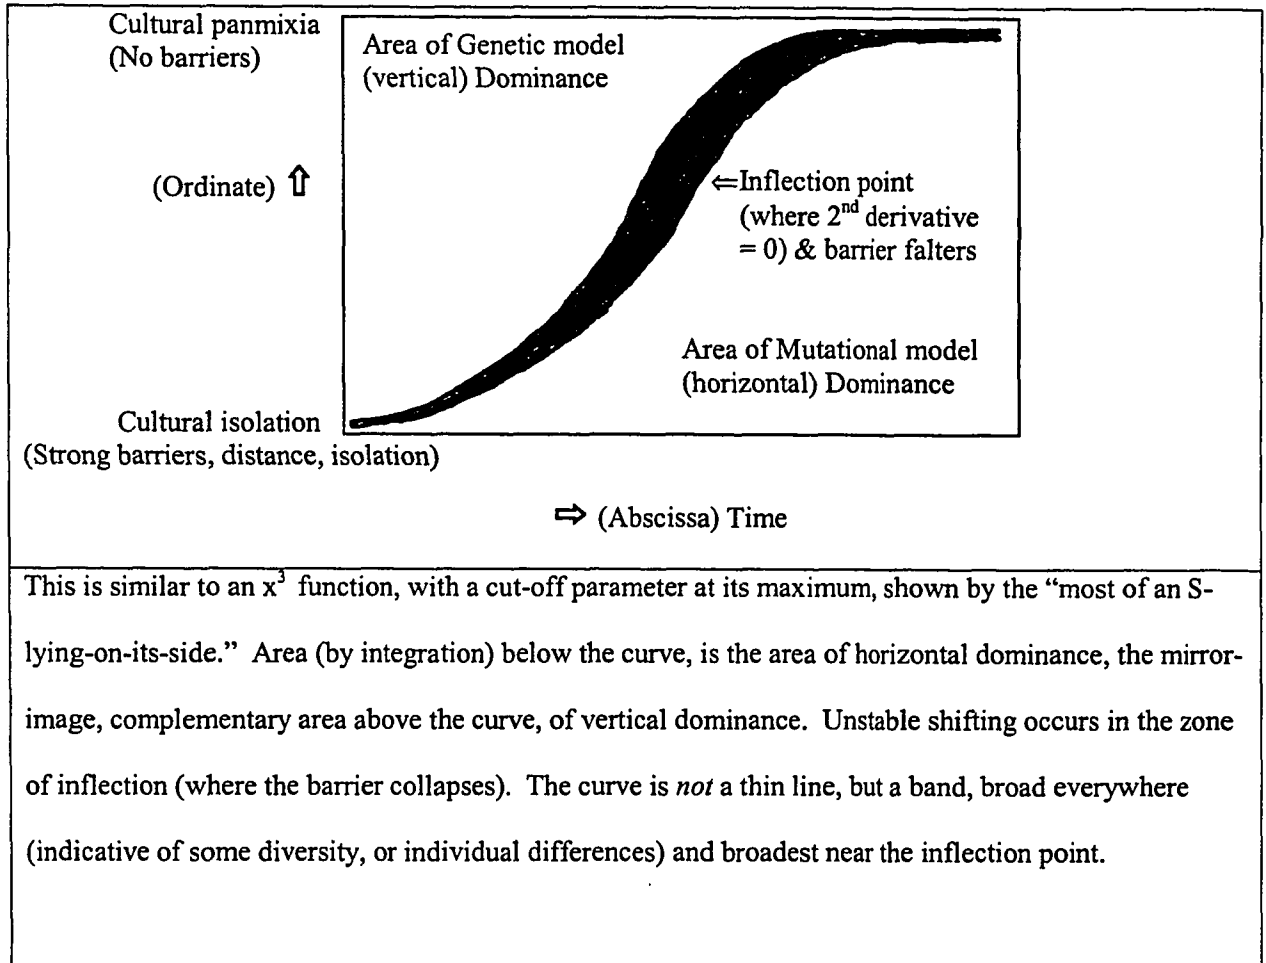 Cultural panmixia
(No barriers)
Area of Genetic model
(vertical) Dominance
(Ordinate) ⇧
⇐Inflection point
(where 2nd derivative
= 0) & barrier falters
Area of Mutational model
(horizontal) Dominance
Cultural isolation
(Strong barriers, distance, isolation)
⇨ (Abscissa) Time
This is similar to an x³ function, with a cut-off parameter at its maximum, shown by the “most of an S-
lying-on-its-side.” Area (by integration) below the curve, is the area of horizontal dominance, the mirror-
image, complementary area above the curve, of vertical dominance. Unstable shifting occurs in the zone
of inflection (where the barrier collapses). The curve is not a thin line, but a band, broad everywhere
(indicative of some diversity, or individual differences) and broadest near the inflection point.